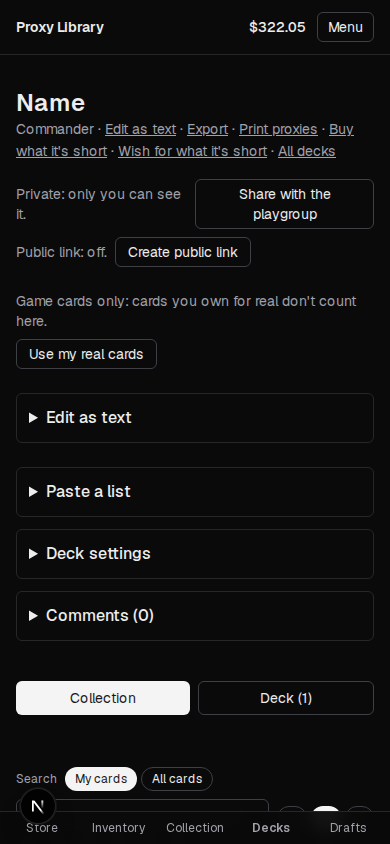 Proxy Library
$322.05
Menu
Name
Commander · Edit as text · Export · Print proxies · Buy
what it's short · Wish for what it's short · All decks
Private: only you can see
it.
Share with the
playgroup
Public link: off.
Create public link
Game cards only: cards you own for real don't count
here.
Use my real cards
Edit as text
Paste a list
Deck settings
Comments (0)
Collection
Deck (1)
Search
My cards
All cards
N
Store
Inventory
Collection
Decks
Drafts